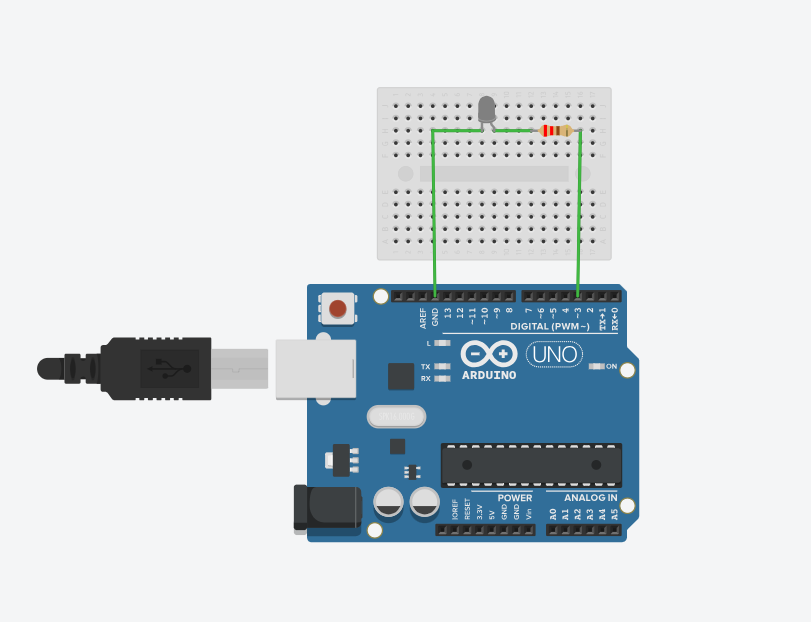 AREF
GND
13
12
~11
~10
~9
8
7
~6
~5
4
~3
2
TX→1
RX←0
DIGITAL (PWM~)
L
TX
RX
ARDUINO
UNO
ON
POWER
ANALOG IN
IOREF
RESET
3.3V
5V
GND
GND
Vin
A0
A1
A2
A3
A4
A5